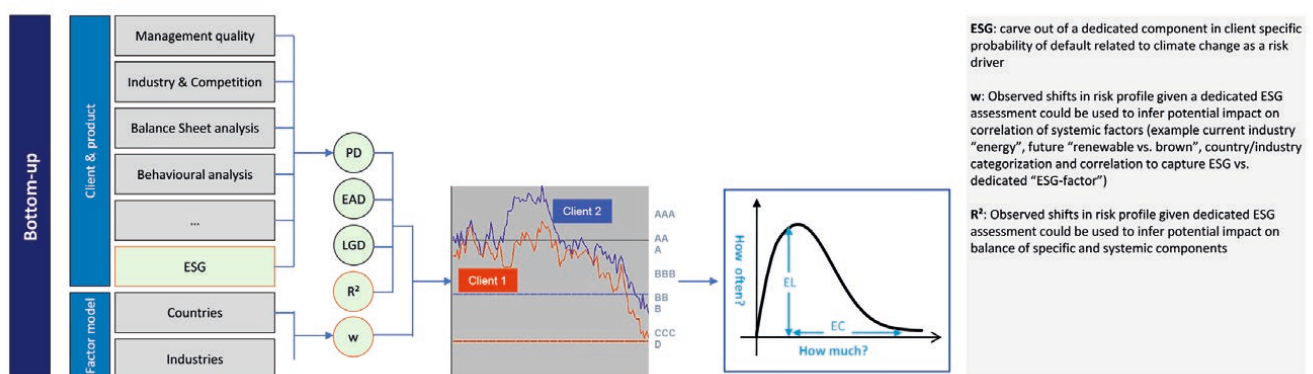 Bottom-up
Client & product
Management quality
Industry & Competition
Balance Sheet analysis
Behavioural analysis
...
ESG
Factor model
Countries
Industries
PD
EAD
LGD
R²
w
Client 2
Client 1
AAA
AA
A
BBB
BB
B
CCC
D
How often?
EL
EC
How much?
ESG: carve out of a dedicated component in client specific
probability of default related to climate change as a risk
driver
w: Observed shifts in risk profile given a dedicated ESG
assessment could be used to infer potential impact on
correlation of systemic factors (example current industry
“energy”, future “renewable vs. brown”, country/industry
categorization and correlation to capture ESG vs.
dedicated “ESG-factor”)
R²: Observed shifts in risk profile given dedicated ESG
assessment could be used to infer potential impact on
balance of specific and systemic components